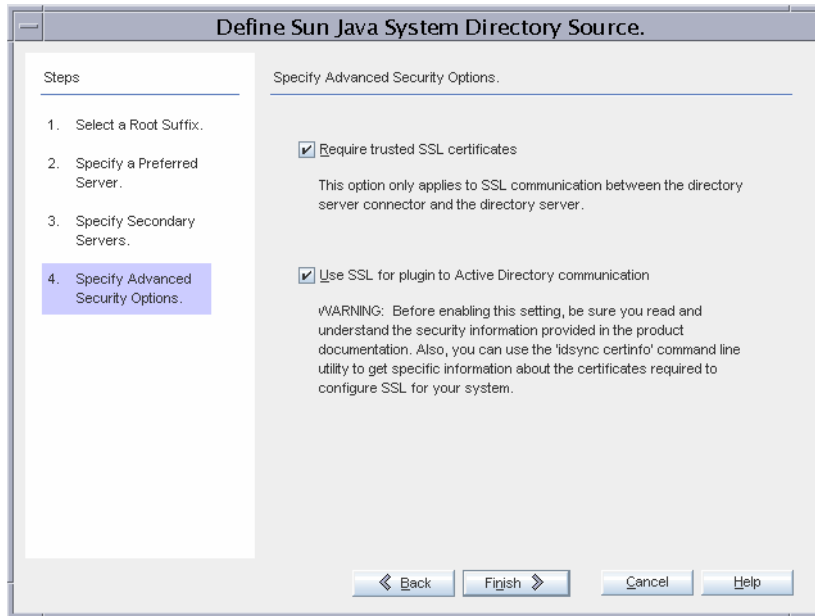 Define Sun Java System Directory Source.
Steps
1. Select a Root Suffix.
2. Specify a Preferred
Server.
3. Specify Secondary
Servers.
4. Specify Advanced
Security Options.
Specify Advanced Security Options.
Require trusted SSL certificates
This option only applies to SSL communication between the directory
server connector and the directory server.
Use SSL for plugin to Active Directory communication
WARNING: Before enabling this setting, be sure you read and
understand the security information provided in the product
documentation. Also, you can use the 'idsync certinfo' command line
utility to get specific information about the certificates required to
configure SSL for your system.
Back
Finish
Cancel
Help